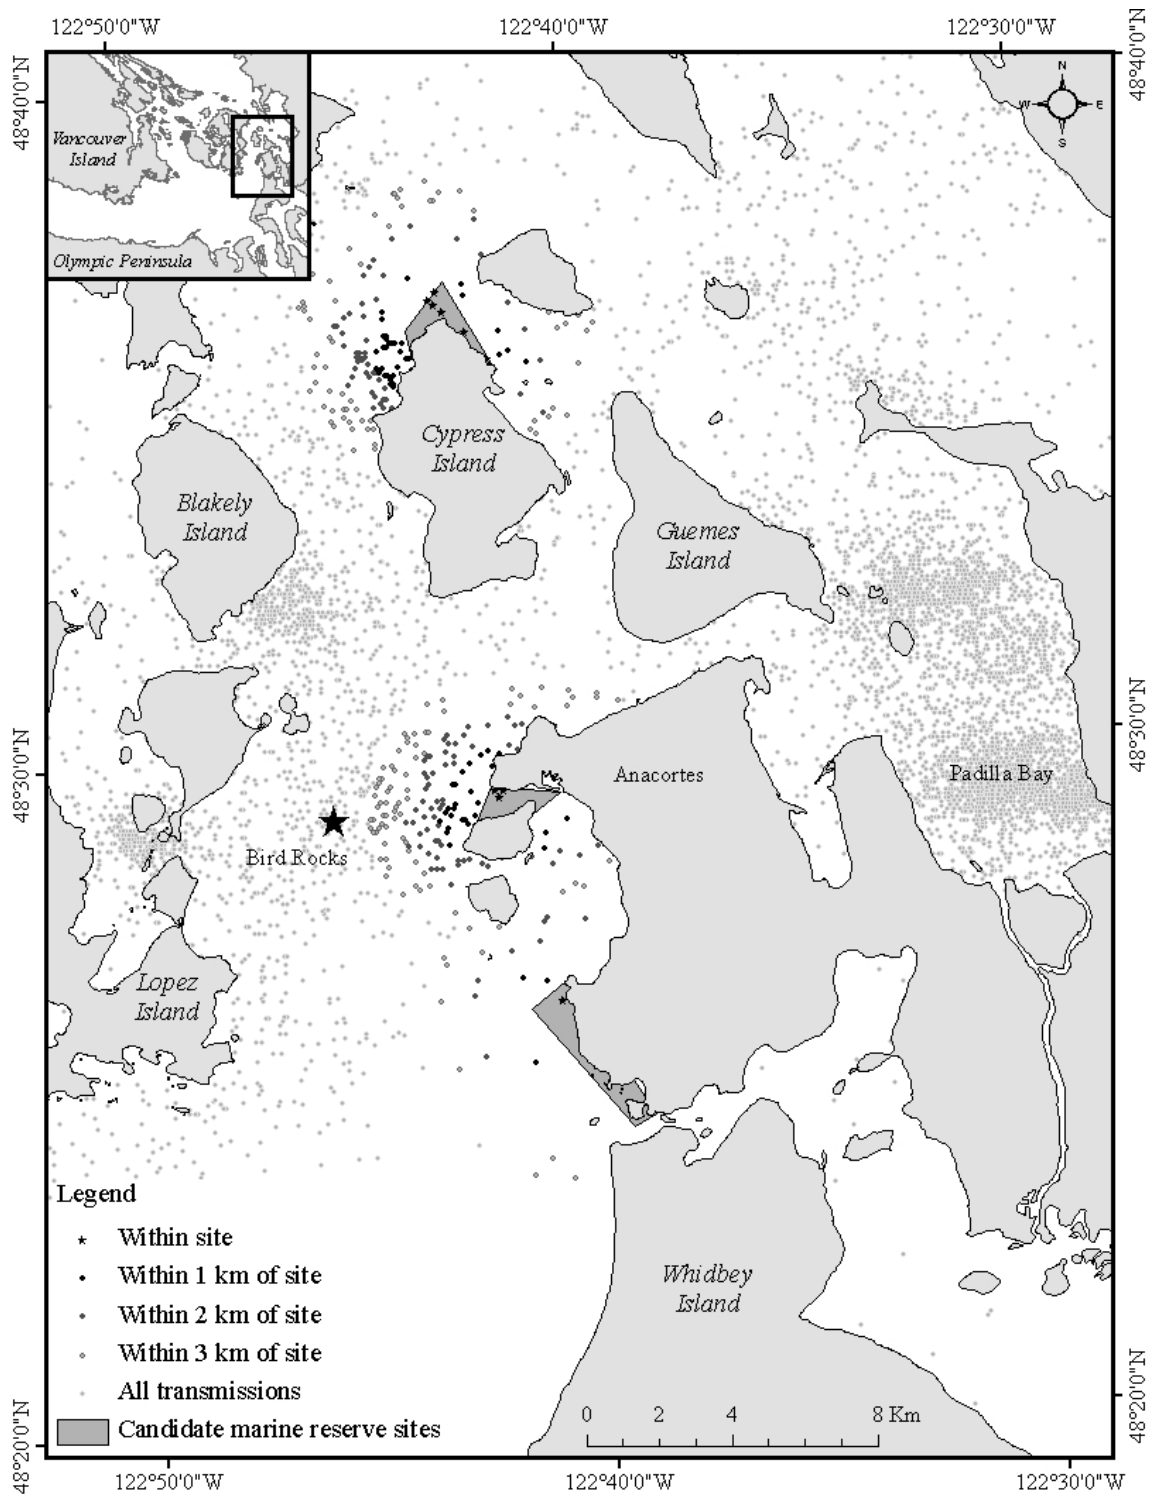 122°50'0"W
122°40'0"W
122°30'0"W
48°40'0"N
48°40'0"N
N
W
E
S
Vancouver
Island
Olympic Peninsula
Cypress
Island
Blakely
Island
Guemes
Island
48°30'0"N
48°30'0"N
Anacortes
Padilla Bay
Bird Rocks
Lopez
Island
Legend
Within site
Within 1 km of site
Within 2 km of site
Within 3 km of site
All transmissions
Candidate marine reserve sites
Whidbey
Island
0 2 4 8 Km
48°20'0"N
48°20'0"N
122°50'0"W
122°40'0"W
122°30'0"W